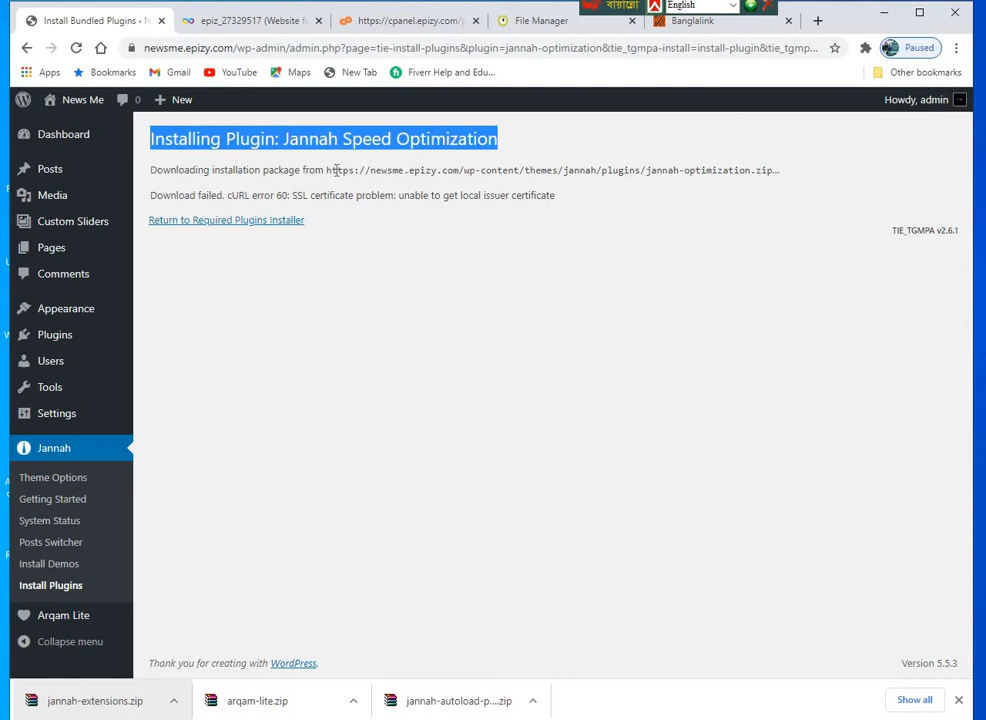 বায়ান্নো
English
Install Bundled Plugins ‹ N
epiz_27329517 (Website fo
https://cpanel.epizy.com/p
File Manager
Banglalink
newsme.epizy.com/wp-admin/admin.php?page=tie-install-plugins&plugin=jannah-optimization&tie_tgmpa-install=install-plugin&tie_tgmp...
Paused
Apps
Bookmarks
Gmail
YouTube
Maps
New Tab
Fiverr Help and Edu...
Other bookmarks
News Me
0
New
Howdy, admin
Dashboard
Posts
Media
Custom Sliders
Pages
Comments
Appearance
Plugins
Users
Tools
Settings
Jannah
Theme Options
Getting Started
System Status
Posts Switcher
Install Demos
Install Plugins
Arqam Lite
Collapse menu
Installing Plugin: Jannah Speed Optimization
Downloading installation package from https://newsme.epizy.com/wp-content/themes/jannah/plugins/jannah-optimization.zip…
Download failed. cURL error 60: SSL certificate problem: unable to get local issuer certificate
Return to Required Plugins Installer
TIE_TGMPA v2.6.1
Thank you for creating with WordPress.
Version 5.5.3
jannah-extensions.zip
arqam-lite.zip
jannah-autoload-p....zip
Show all